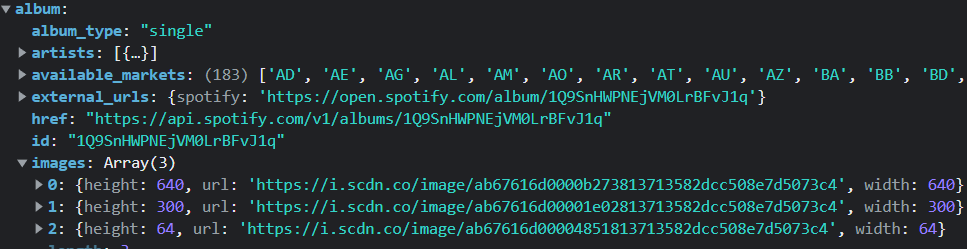 ▼ album:
album_type: "single"
▶ artists: [{…}]
▶ available_markets: (183) ['AD', 'AE', 'AG', 'AL', 'AM', 'AO', 'AR', 'AT', 'AU', 'AZ', 'BA', 'BB', 'BD',
▶ external_urls: {spotify: 'https://open.spotify.com/album/1Q9SnHWPNEjVM0LrBFvJ1q'}
href: "https://api.spotify.com/v1/albums/1Q9SnHWPNEjVM0LrBFvJ1q"
id: "1Q9SnHWPNEjVM0LrBFvJ1q"
▼ images: Array(3)
▶ 0: {height: 640, url: 'https://i.scdn.co/image/ab67616d0000b273813713582dcc508e7d5073c4', width: 640}
▶ 1: {height: 300, url: 'https://i.scdn.co/image/ab67616d00001e02813713582dcc508e7d5073c4', width: 300}
▶ 2: {height: 64, url: 'https://i.scdn.co/image/ab67616d00004851813713582dcc508e7d5073c4', width: 64}